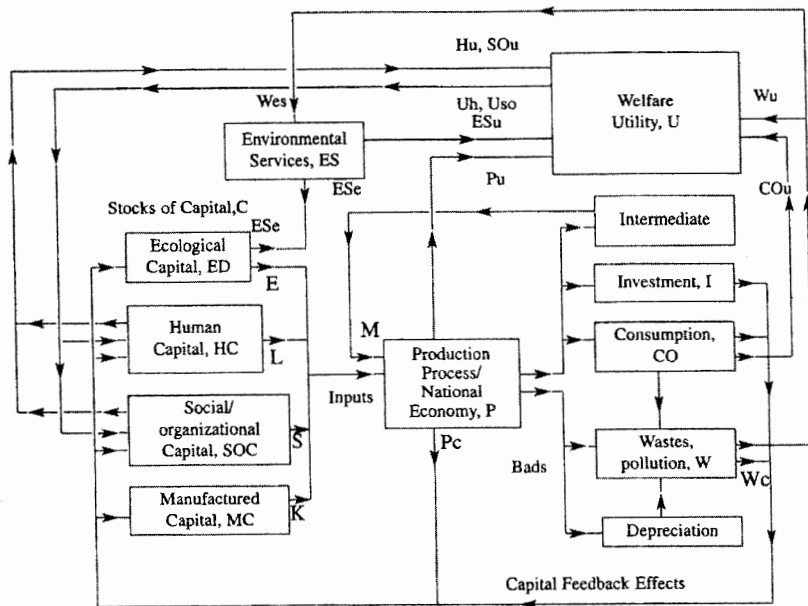 Hu, SOu
Wes
Uh, Uso
ESu
Welfare
Utility, U
Wu
Environmental
Services, ES
ESe
Pu
COu
Stocks of Capital,C
ESe
Ecological
Capital, ED
E
Intermediate
Investment, I
Human
Capital, HC
L
M
Production
Process/
National
Economy, P
Consumption,
CO
Inputs
Social/
organizational
Capital, SOC
S
Pc
Bads
Wastes,
pollution, W
Wc
Manufactured
Capital, MC
K
Depreciation
Capital Feedback Effects